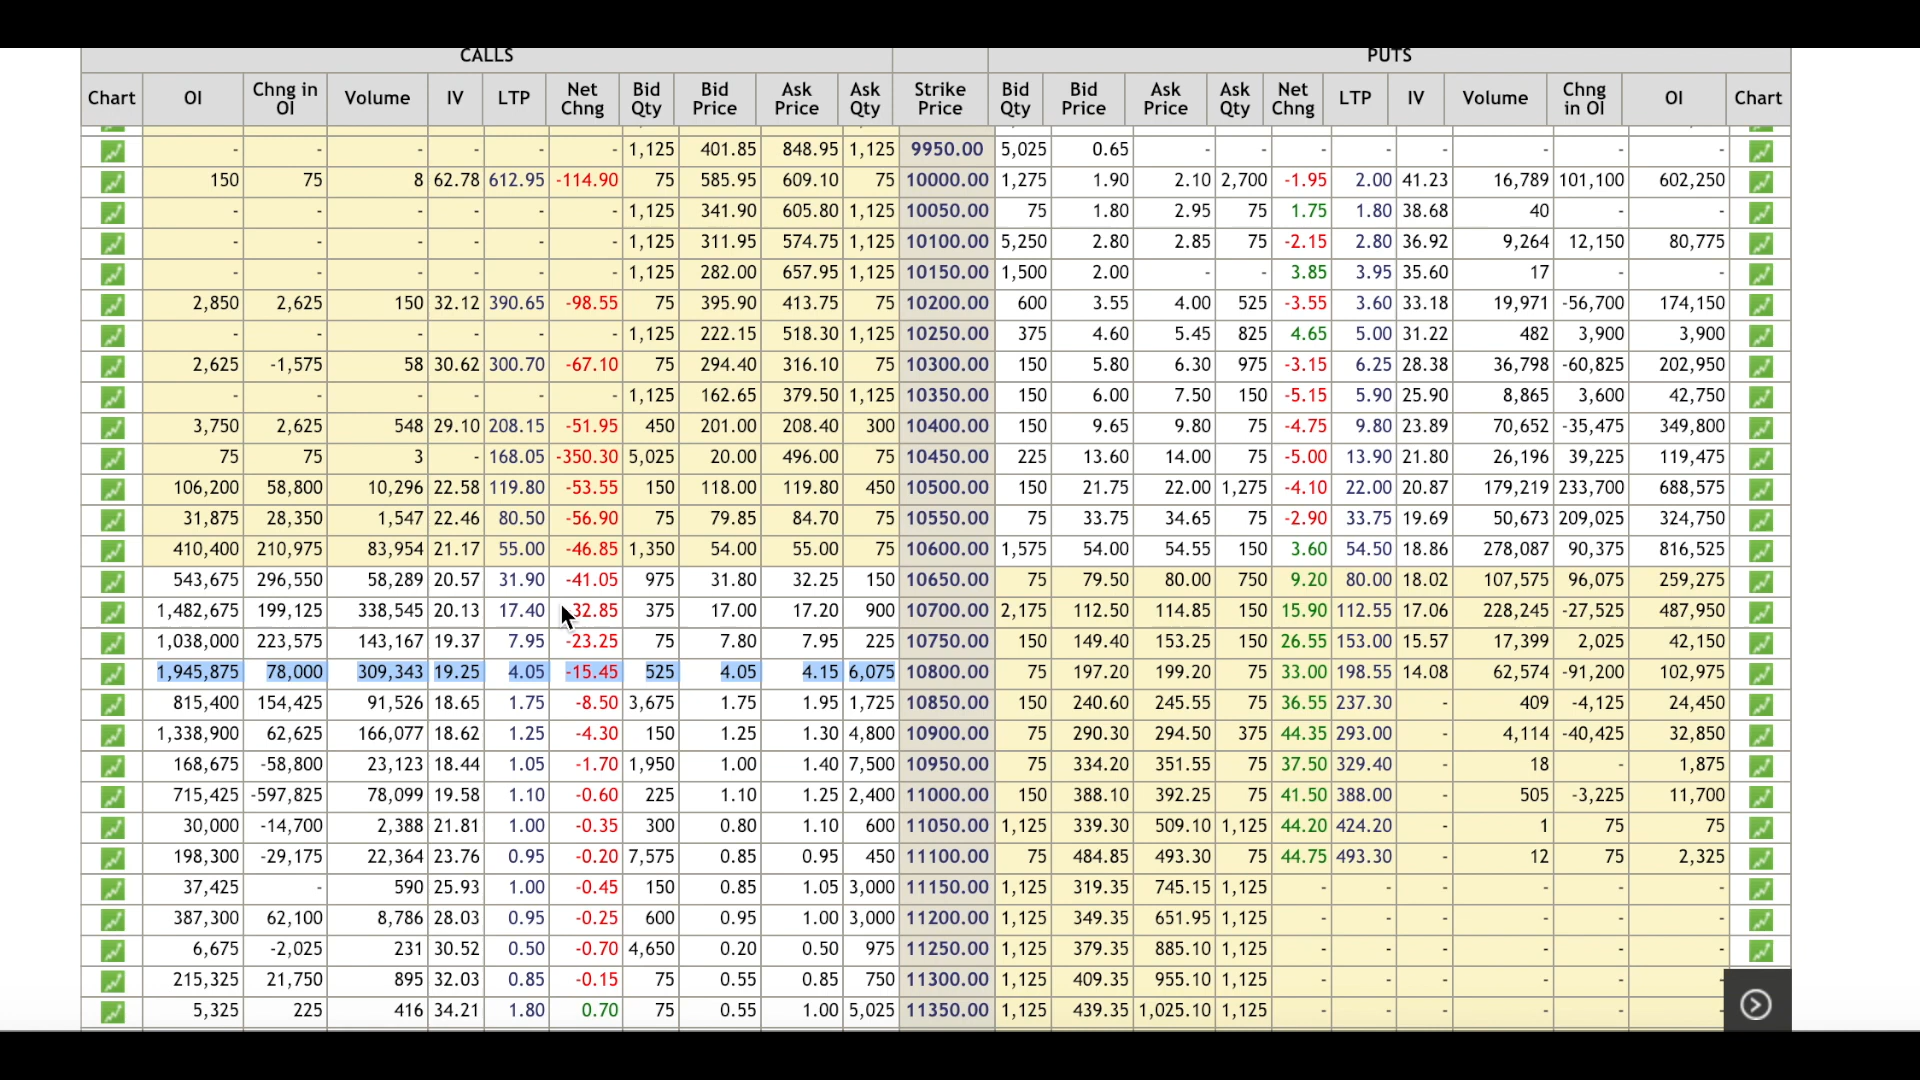 CALLS PUTS
Chart OI Chng in OI Volume IV LTP Net Chng Bid Qty Bid Price Ask Price Ask Qty Strike Price Bid Qty Bid Price Ask Price Ask Qty Net Chng LTP IV Volume Chng in OI OI Chart
- - - - - - 1,125 401.85 848.95 1,125 9950.00 5,025 0.65 - - - - - - - -
150 75 8 62.78 612.95 -114.90 75 585.95 609.10 75 10000.00 1,275 1.90 2.10 2,700 -1.95 2.00 41.23 16,789 101,100 602,250
- - - - - - 1,125 341.90 605.80 1,125 10050.00 75 1.80 2.95 75 1.75 1.80 38.68 40 - -
- - - - - - 1,125 311.95 574.75 1,125 10100.00 5,250 2.80 2.85 75 -2.15 2.80 36.92 9,264 12,150 80,775
- - - - - - 1,125 282.00 657.95 1,125 10150.00 1,500 2.00 - - 3.85 3.95 35.60 17 - -
2,850 2,625 150 32.12 390.65 -98.55 75 395.90 413.75 75 10200.00 600 3.55 4.00 525 -3.55 3.60 33.18 19,971 -56,700 174,150
- - - - - - 1,125 222.15 518.30 1,125 10250.00 375 4.60 5.45 825 4.65 5.00 31.22 482 3,900 3,900
2,625 -1,575 58 30.62 300.70 -67.10 75 294.40 316.10 75 10300.00 150 5.80 6.30 975 -3.15 6.25 28.38 36,798 -60,825 202,950
- - - - - - 1,125 162.65 379.50 1,125 10350.00 150 6.00 7.50 150 -5.15 5.90 25.90 8,865 3,600 42,750
3,750 2,625 548 29.10 208.15 -51.95 450 201.00 208.40 300 10400.00 150 9.65 9.80 75 -4.75 9.80 23.89 70,652 -35,475 349,800
75 75 3 - 168.05 -350.30 5,025 20.00 496.00 75 10450.00 225 13.60 14.00 75 -5.00 13.90 21.80 26,196 39,225 119,475
106,200 58,800 10,296 22.58 119.80 -53.55 150 118.00 119.80 450 10500.00 150 21.75 22.00 1,275 -4.10 22.00 20.87 179,219 233,700 688,575
31,875 28,350 1,547 22.46 80.50 -56.90 75 79.85 84.70 75 10550.00 75 33.75 34.65 75 -2.90 33.75 19.69 50,673 209,025 324,750
410,400 210,975 83,954 21.17 55.00 -46.85 1,350 54.00 55.00 75 10600.00 1,575 54.00 54.55 150 3.60 54.50 18.86 278,087 90,375 816,525
543,675 296,550 58,289 20.57 31.90 -41.05 975 31.80 32.25 150 10650.00 75 79.50 80.00 750 9.20 80.00 18.02 107,575 96,075 259,275
1,482,675 199,125 338,545 20.13 17.40 32.85 375 17.00 17.20 900 10700.00 2,175 112.50 114.85 150 15.90 112.55 17.06 228,245 -27,525 487,950
1,038,000 223,575 143,167 19.37 7.95 -23.25 75 7.80 7.95 225 10750.00 150 149.40 153.25 150 26.55 153.00 15.57 17,399 2,025 42,150
1,945,875 78,000 309,343 19.25 4.05 -15.45 525 4.05 4.15 6,075 10800.00 75 197.20 199.20 75 33.00 198.55 14.08 62,574 -91,200 102,975
815,400 154,425 91,526 18.65 1.75 -8.50 3,675 1.75 1.95 1,725 10850.00 150 240.60 245.55 75 36.55 237.30 - 409 -4,125 24,450
1,338,900 62,625 166,077 18.62 1.25 -4.30 150 1.25 1.30 4,800 10900.00 75 290.30 294.50 375 44.35 293.00 - 4,114 -40,425 32,850
168,675 -58,800 23,123 18.44 1.05 -1.70 1,950 1.00 1.40 7,500 10950.00 75 334.20 351.55 75 37.50 329.40 - 18 - 1,875
715,425 -597,825 78,099 19.58 1.10 -0.60 225 1.10 1.25 2,400 11000.00 150 388.10 392.25 75 41.50 388.00 - 505 -3,225 11,700
30,000 -14,700 2,388 21.81 1.00 -0.35 300 0.80 1.10 600 11050.00 1,125 339.30 509.10 1,125 44.20 424.20 - 1 75 75
198,300 -29,175 22,364 23.76 0.95 -0.20 7,575 0.85 0.95 450 11100.00 75 484.85 493.30 75 44.75 493.30 - 12 75 2,325
37,425 - 590 25.93 1.00 -0.45 150 0.85 1.05 3,000 11150.00 1,125 319.35 745.15 1,125 - - - - - -
387,300 62,100 8,786 28.03 0.95 -0.25 600 0.95 1.00 3,000 11200.00 1,125 349.35 651.95 1,125 - - - - - -
6,675 -2,025 231 30.52 0.50 -0.70 4,650 0.20 0.50 975 11250.00 1,125 379.35 885.10 1,125 - - - - - -
215,325 21,750 895 32.03 0.85 -0.15 75 0.55 0.85 750 11300.00 1,125 409.35 955.10 1,125 - - - - - -
5,325 225 416 34.21 1.80 0.70 75 0.55 1.00 5,025 11350.00 1,125 439.35 1,025.10 1,125 - - - - - -